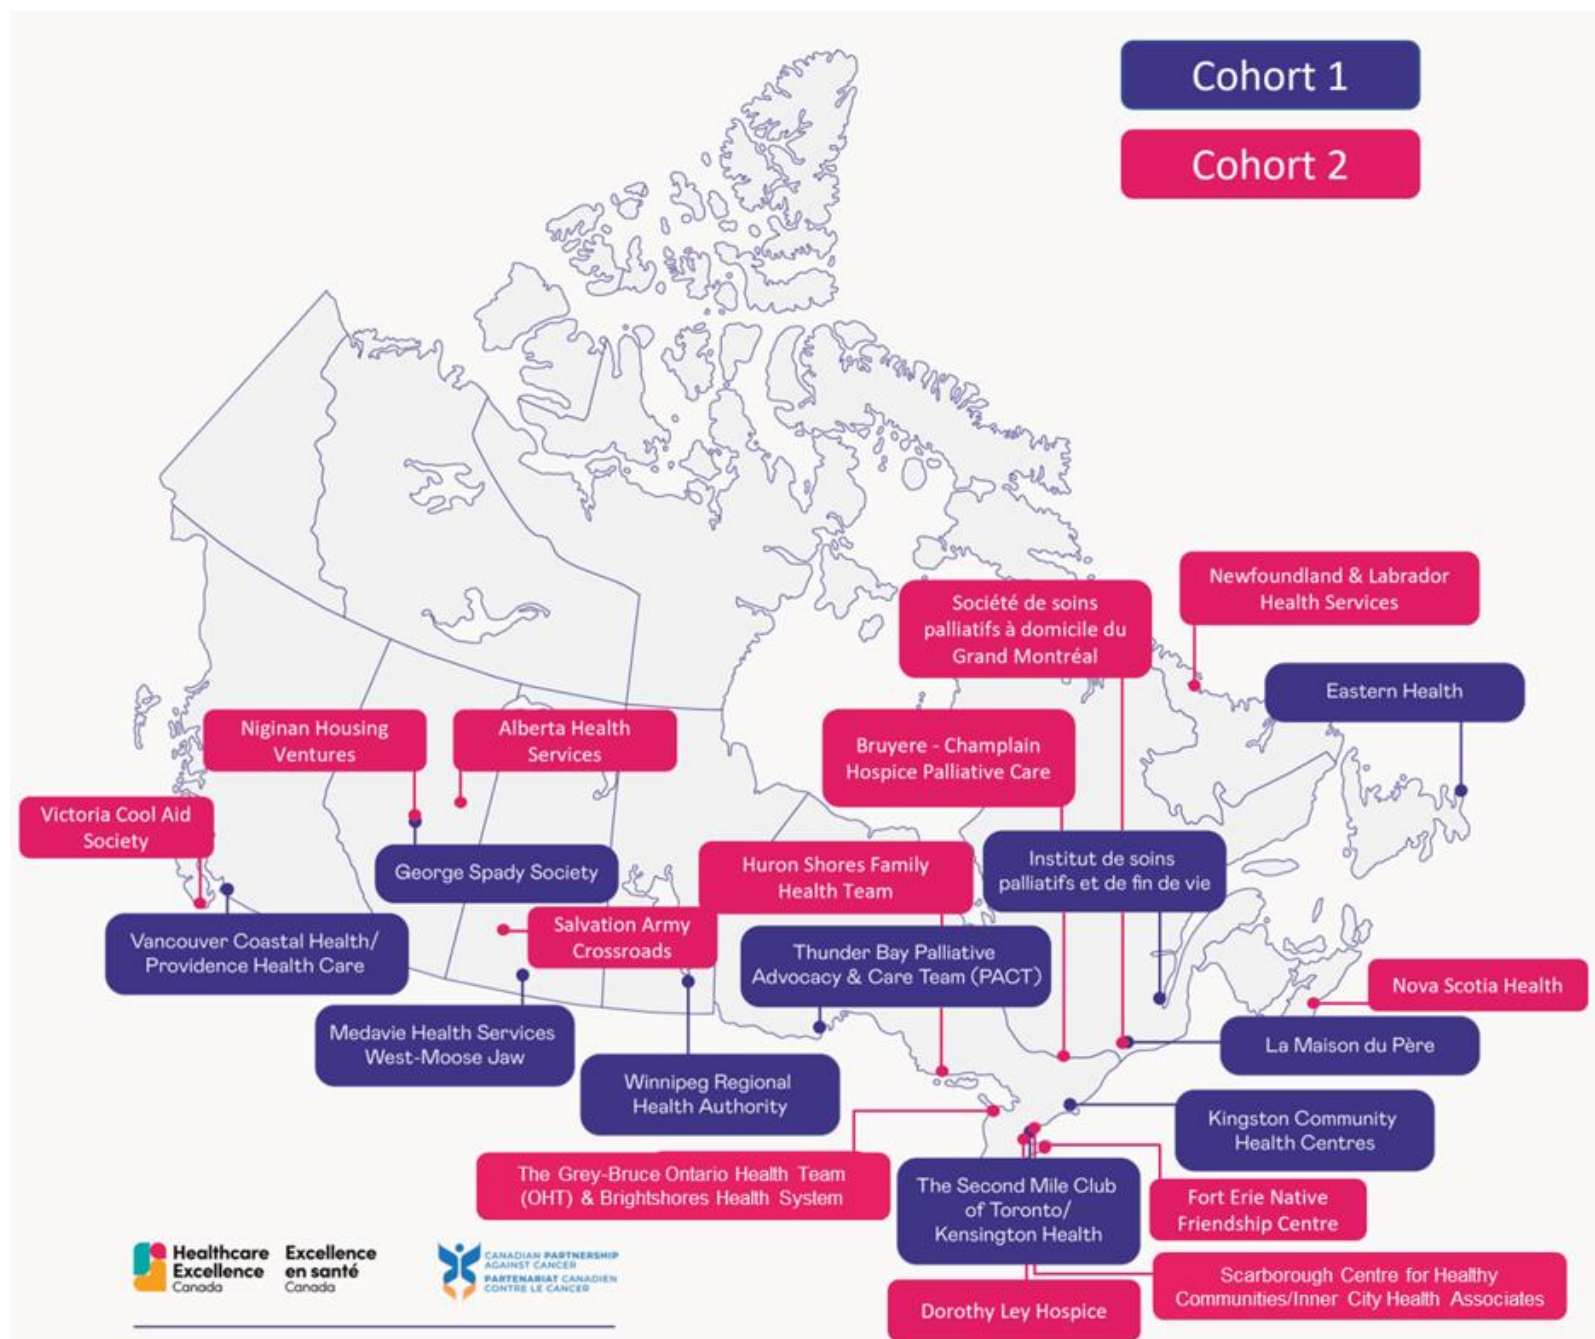 Cohort 1
Cohort 2
Newfoundland & Labrador
Health Services
Société de soins
palliatifs à domicile du
Grand Montréal
Eastern Health
Niginan Housing
Ventures
Alberta Health
Services
Bruyere - Champlain
Hospice Palliative Care
Victoria Cool Aid
Society
George Spady Society
Huron Shores Family
Health Team
Institut de soins
palliatifs et de fin de vie
Salvation Army
Crossroads
Vancouver Coastal Health/
Providence Health Care
Thunder Bay Palliative
Advocacy & Care Team (PACT)
Nova Scotia Health
Medavie Health Services
West-Moose Jaw
La Maison du Père
Winnipeg Regional
Health Authority
Kingston Community
Health Centres
The Grey-Bruce Ontario Health Team
(OHT) & Brightshores Health System
The Second Mile Club
of Toronto/
Kensington Health
Fort Erie Native
Friendship Centre
Scarborough Centre for Healthy
Communities/Inner City Health Associates
Dorothy Ley Hospice
Healthcare
Excellence
Canada
Excellence
en santé
Canada
CANADIAN PARTNERSHIP
AGAINST CANCER
PARTENARIAT CANADIEN
CONTRE LE CANCER